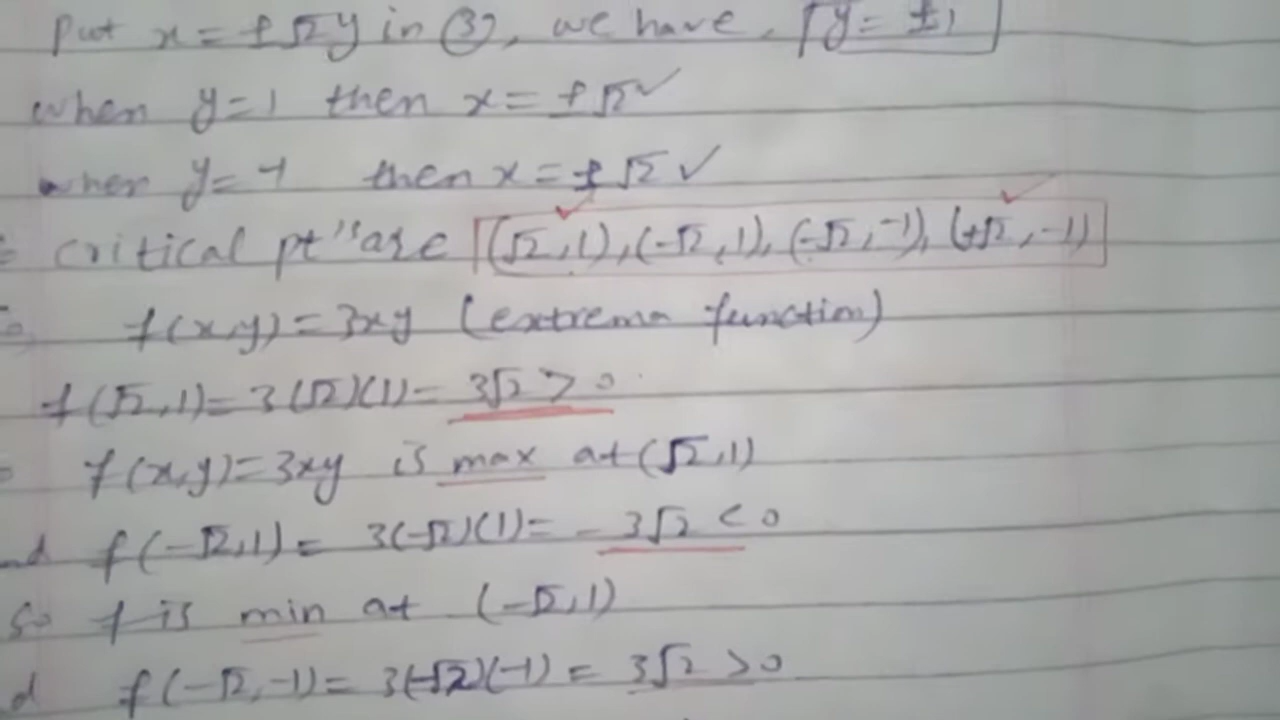 Put x = ±√2y in ③, we have, y = ±1
when y=1 then x = ±√2 ✓
when y=-1 then x = ±√2 ✓
critical pt"s are (√2,1),(-√2,1),(-√2,-1),(+√2,-1)
f(x,y)=3xy (extrema function)
f(√2,1)=3(√2)(1)=3√2>0
f(x,y)=3xy is max at (√2,1)
f(-√2,1)= 3(-√2)(1)= -3√2 <0
So f is min at (-√2,1)
f(-√2,-1)= 3(-√2)(-1) = 3√2 >0